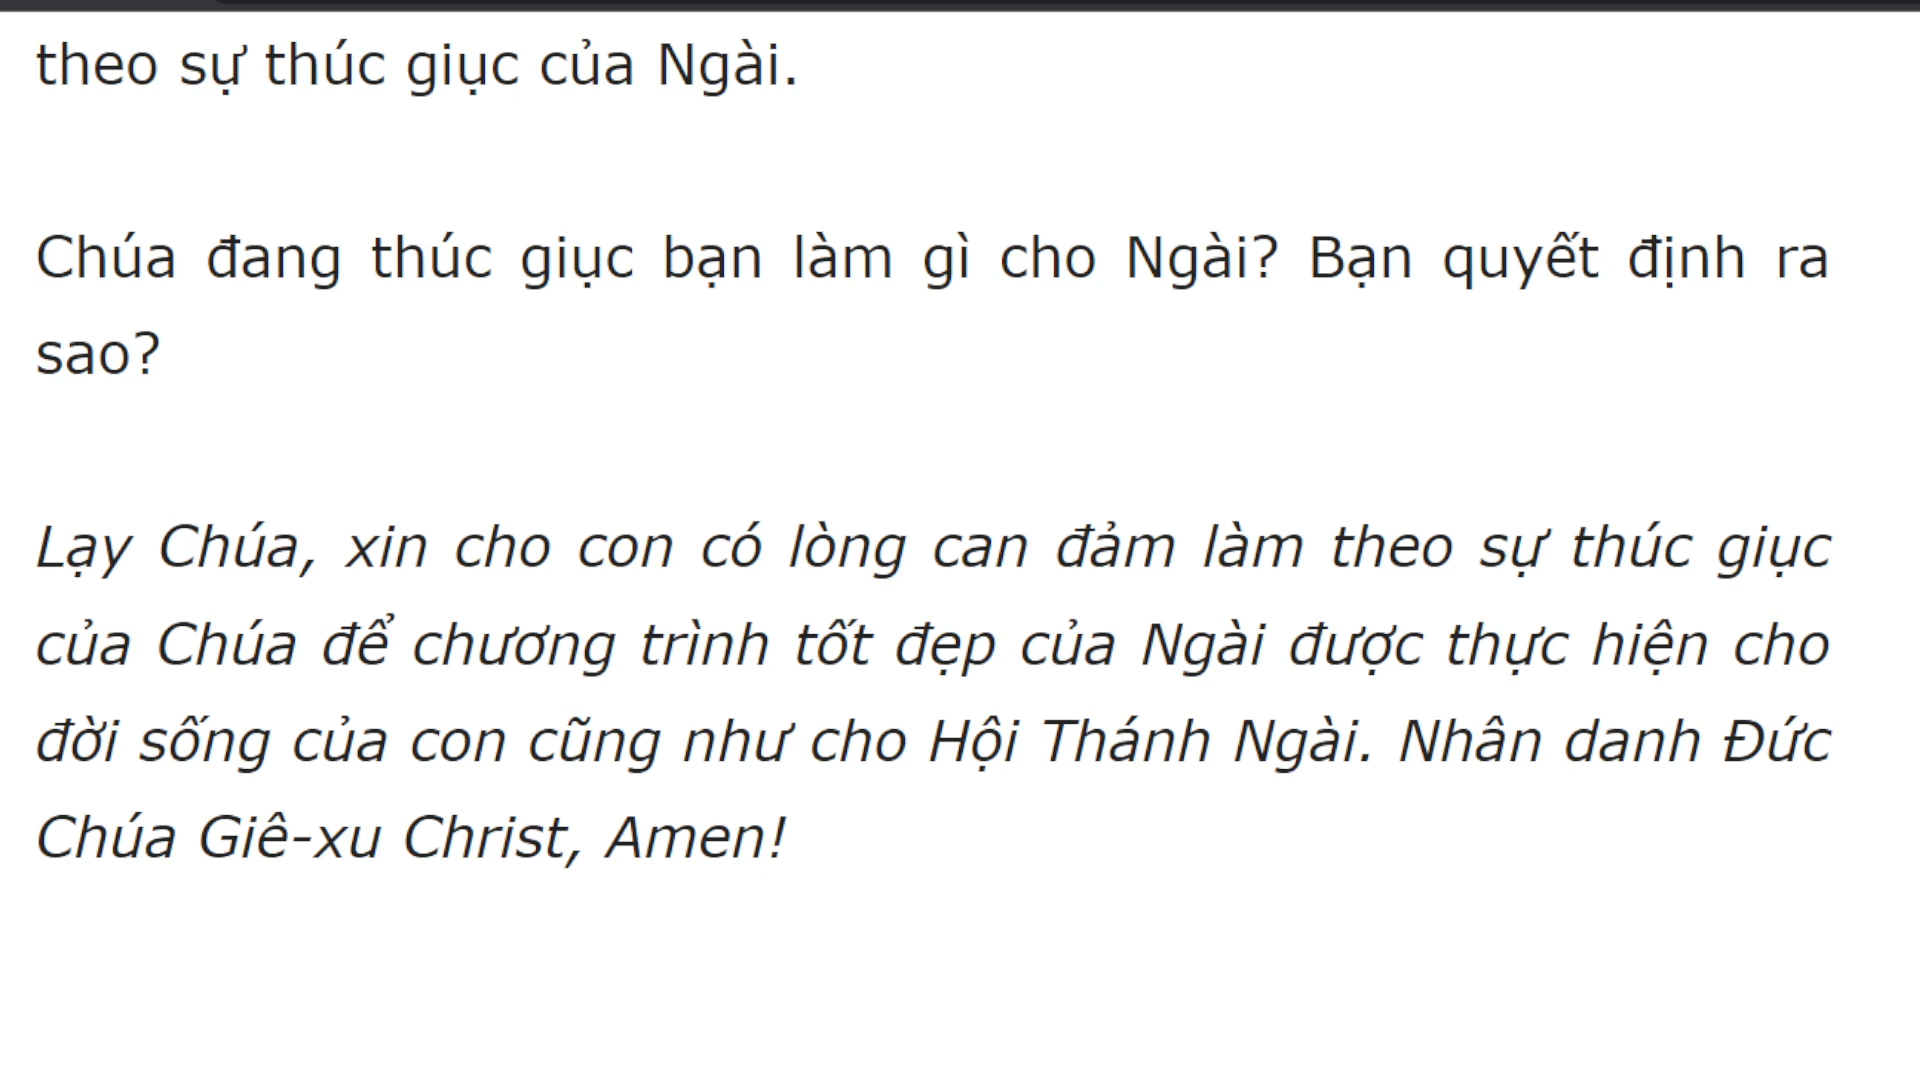 theo sự thúc giục của Ngài.
Chúa đang thúc giục bạn làm gì cho Ngài? Bạn quyết định ra
sao?
Lạy Chúa, xin cho con có lòng can đảm làm theo sự thúc giục
của Chúa để chương trình tốt đẹp của Ngài được thực hiện cho
đời sống của con cũng như cho Hội Thánh Ngài. Nhân danh Đức
Chúa Giê-xu Christ, Amen!